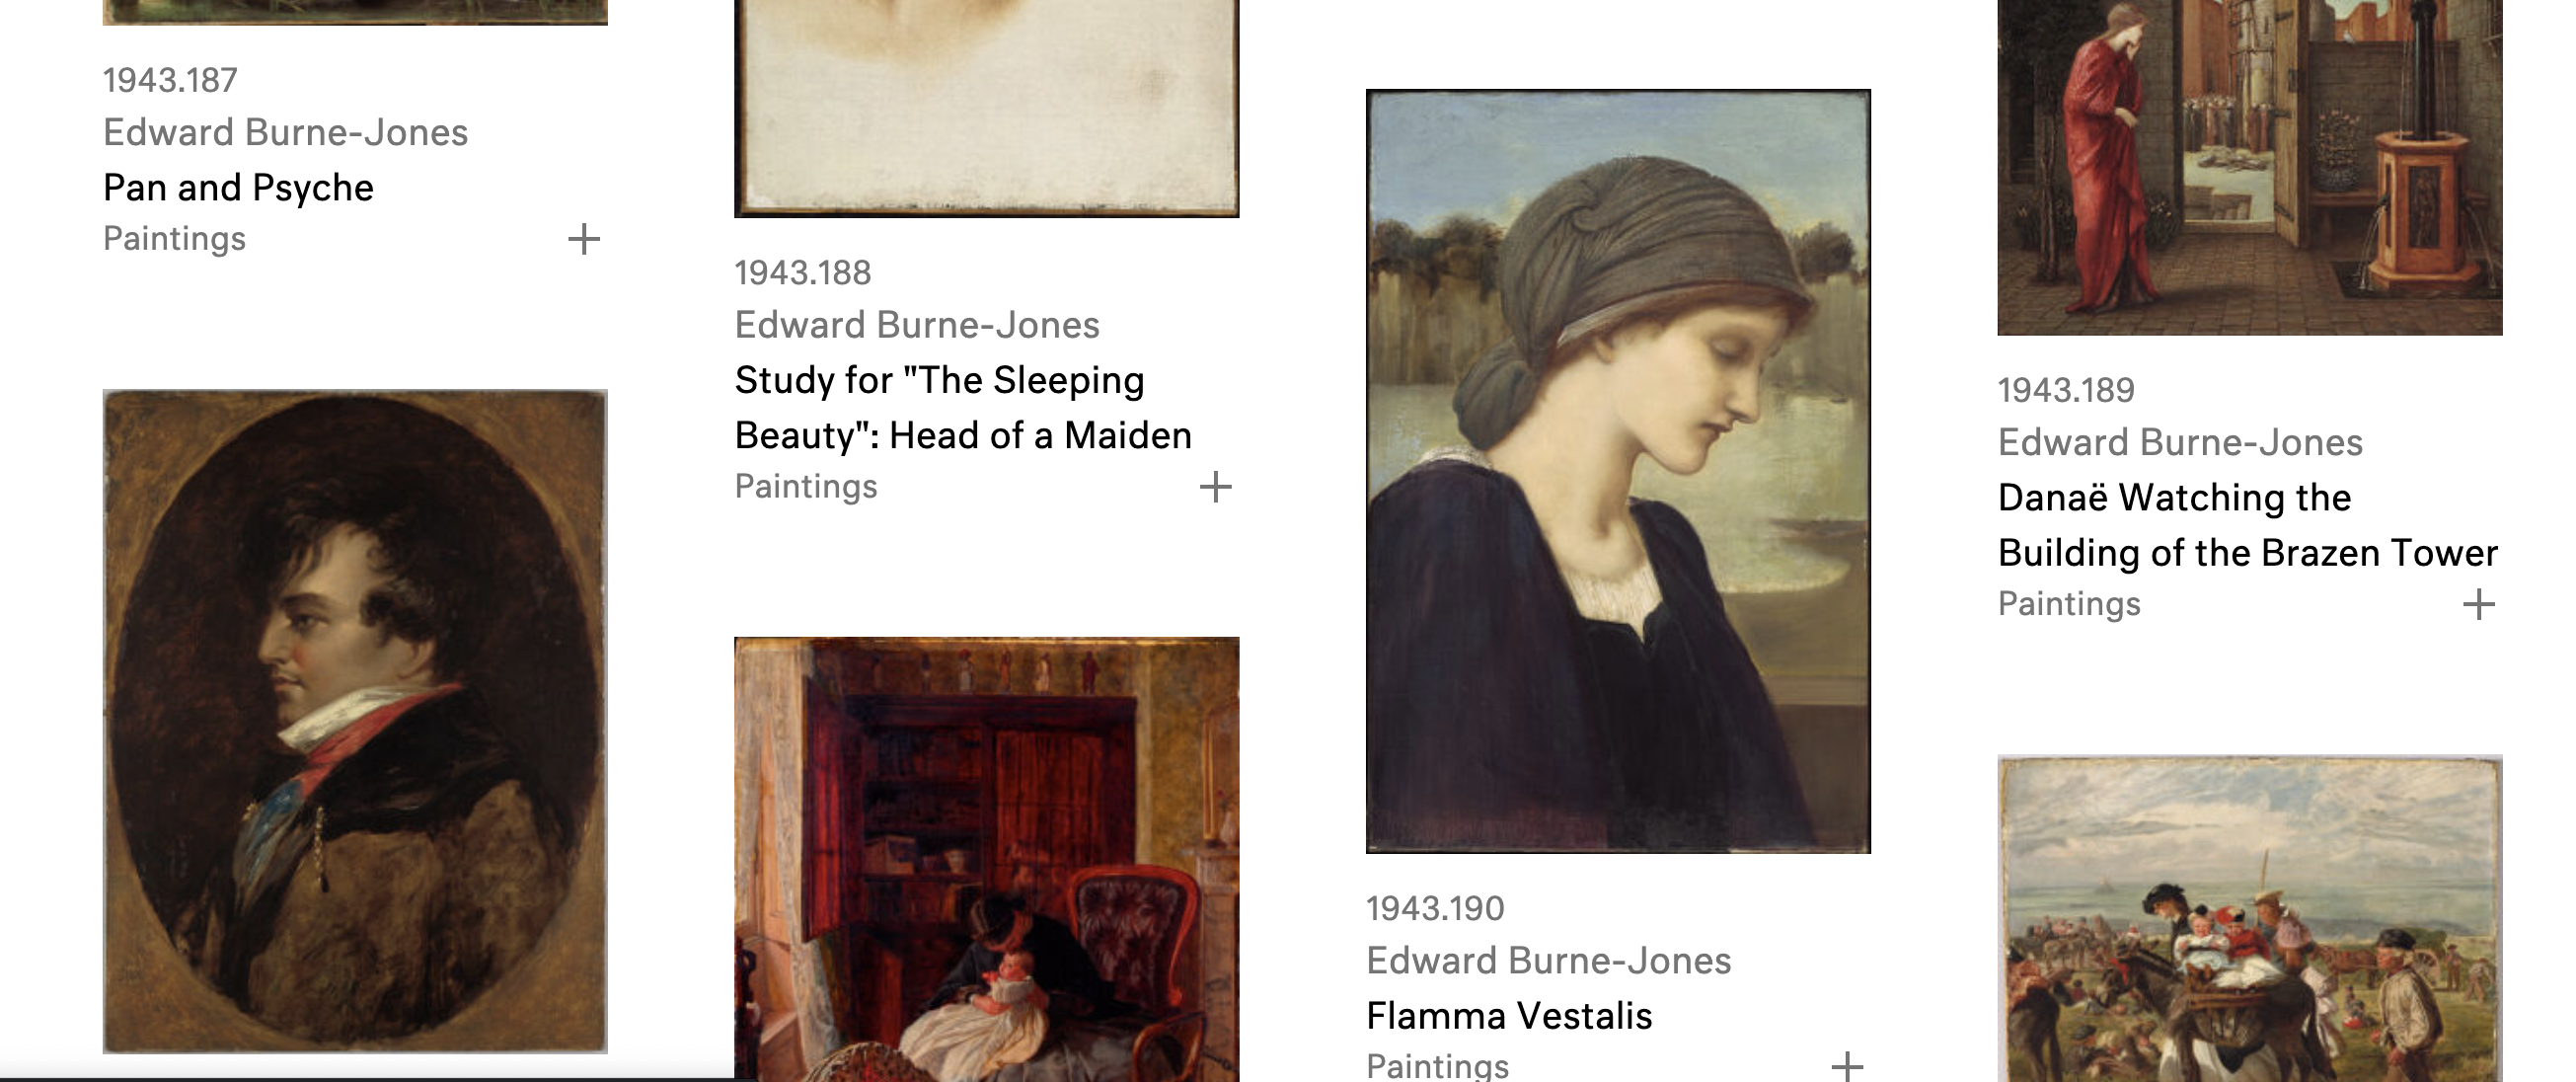 1943.187
Edward Burne-Jones
Pan and Psyche
Paintings
1943.188
Edward Burne-Jones
Study for "The Sleeping
Beauty": Head of a Maiden
Paintings
1943.190
Edward Burne-Jones
Flamma Vestalis
Paintings
1943.189
Edward Burne-Jones
Danaë Watching the
Building of the Brazen Tower
Paintings